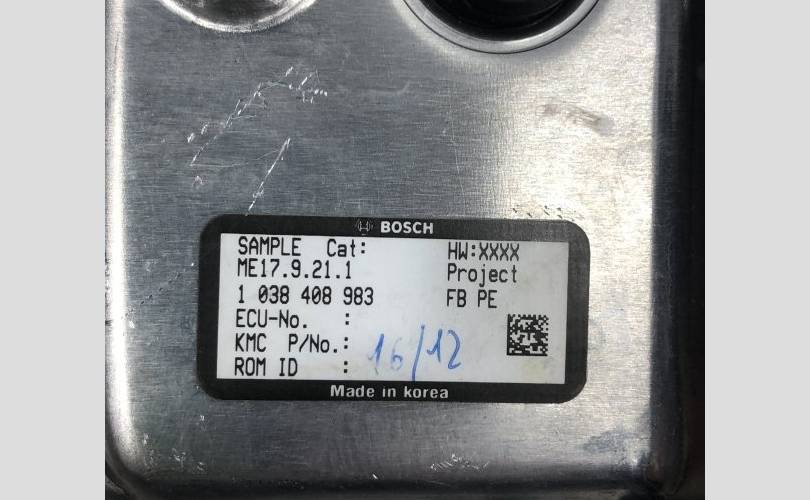 BOSCH
SAMPLE Cat: HW:XXXX
ME17.9.21.1 Project
1 038 408 983 FB PE
ECU-No. :
KMC P/No.: 16/12
ROM ID :
Made in korea